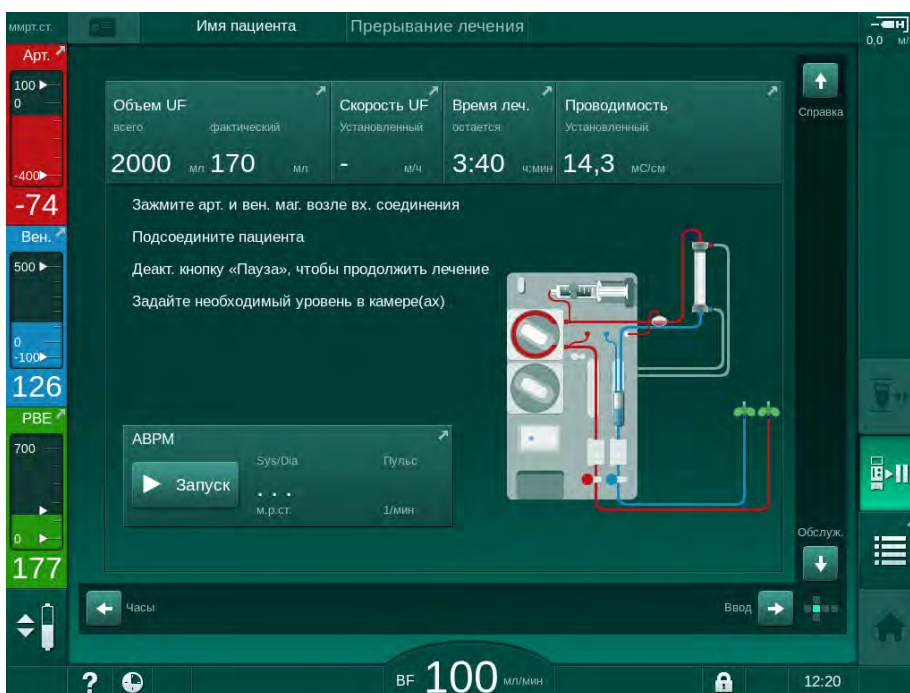 ммрт.ст.
Имя пациента
Прерывание лечения
0,0 м/
Арт.
100
0
-400
-74
Вен.
500
0
-100
126
PBE
700
0
177
Объем UF
всего фактический
2000 мл 170 мл
Скорость UF
Установленный
- м/ч
Время леч.
остается
3:40 ч:мин
Проводимость
Установленный
14,3 мС/см
Справка
Зажмите арт. и вен. маг. возле вх. соединения
Подсоедините пациента
Деакт. кнопку «Пауза», чтобы продолжить лечение
Задайте необходимый уровень в камере(ах)
ABPM
Sys/Dia Пульс
Запуск
. . .
м.р.ст. 1/мин
Обслуж.
Часы
Ввод
?
BF 100 мл/мин
12:20